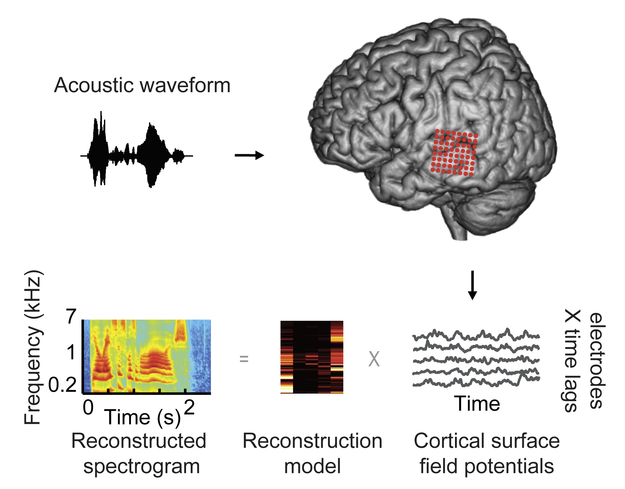 Acoustic waveform
Frequency (kHz)
7
1
0.2
0
Time (s)
2
=
X
Time
electrodes
X time lags
Reconstructed
spectrogram
Reconstruction
model
Cortical surface
field potentials